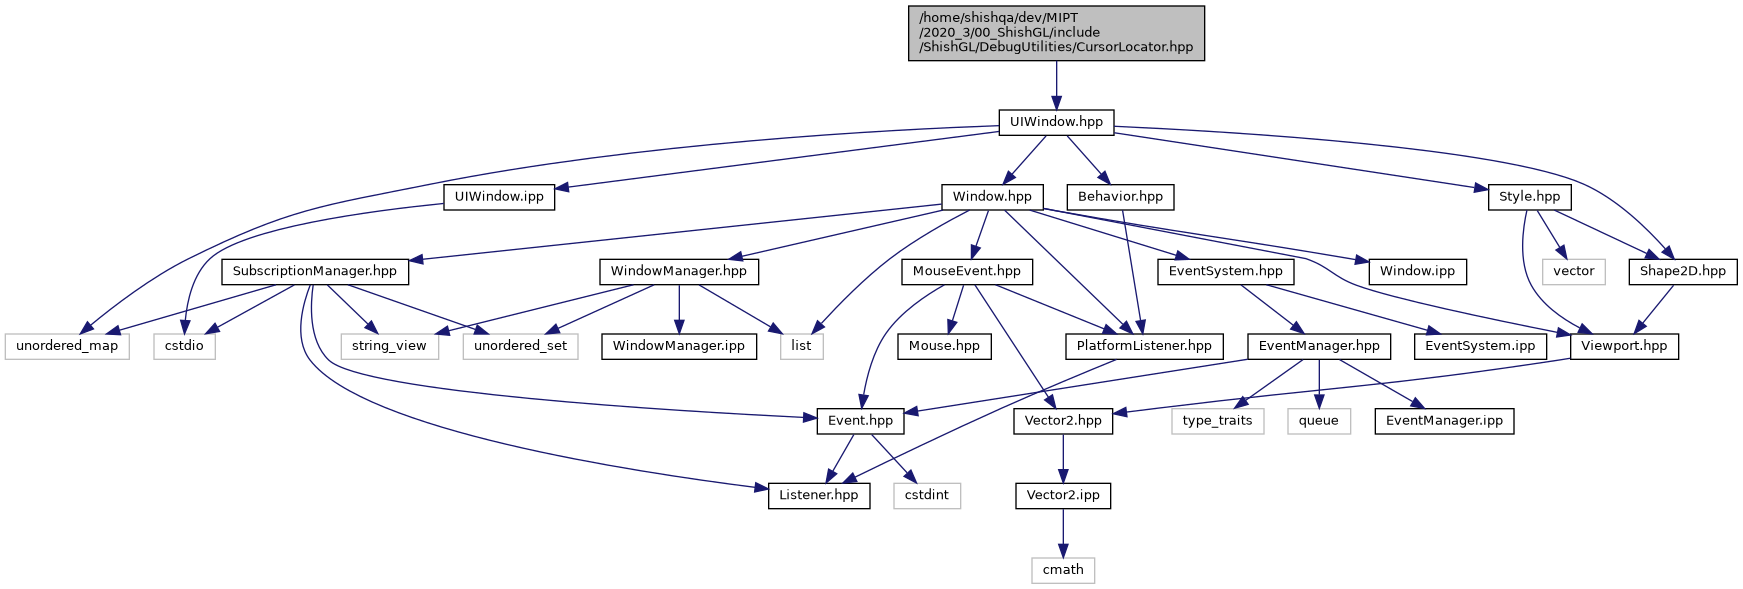 /home/shishqa/dev/MIPT
/2020_3/00_ShishGL/include
/ShishGL/DebugUtilities/CursorLocator.hpp
UIWindow.hpp
UIWindow.ipp
Window.hpp
Behavior.hpp
Style.hpp
SubscriptionManager.hpp
WindowManager.hpp
MouseEvent.hpp
EventSystem.hpp
Window.ipp
vector
Shape2D.hpp
unordered_map
cstdio
string_view
unordered_set
WindowManager.ipp
list
Mouse.hpp
PlatformListener.hpp
EventManager.hpp
EventSystem.ipp
Viewport.hpp
Event.hpp
Vector2.hpp
type_traits
queue
EventManager.ipp
Listener.hpp
cstdint
Vector2.ipp
cmath